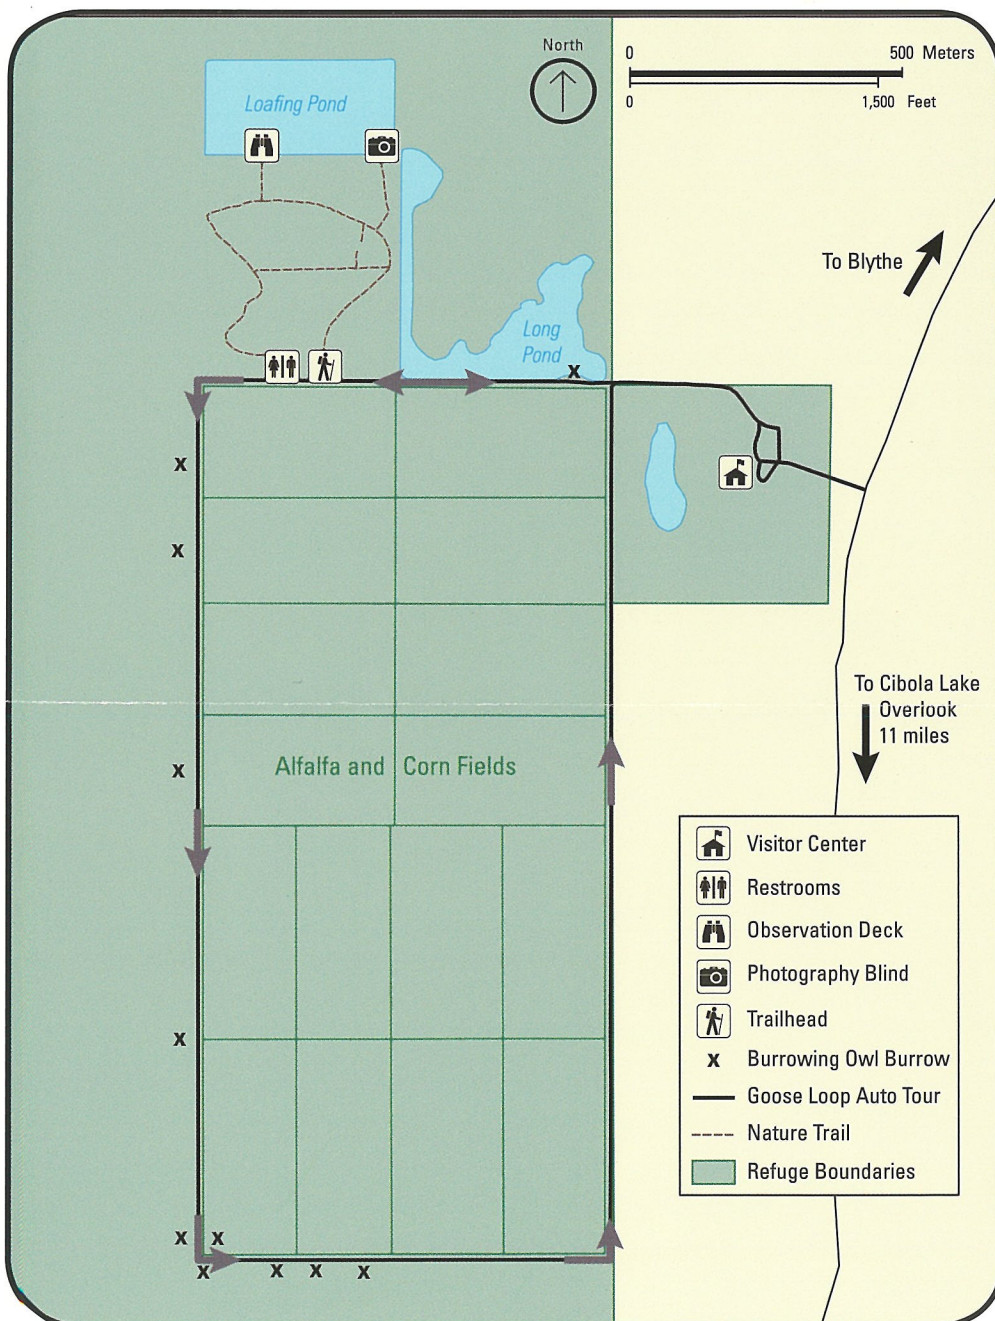 North
0
500 Meters
0
1,500 Feet
Loafing Pond
To Blythe
Long
Pond
x
x
x
To Cibola Lake
Overlook
11 miles
x
Alfalfa and Corn Fields
x
x
x
x
x
x
x
Visitor Center
Restrooms
Observation Deck
Photography Blind
Trailhead
x Burrowing Owl Burrow
Goose Loop Auto Tour
Nature Trail
Refuge Boundaries